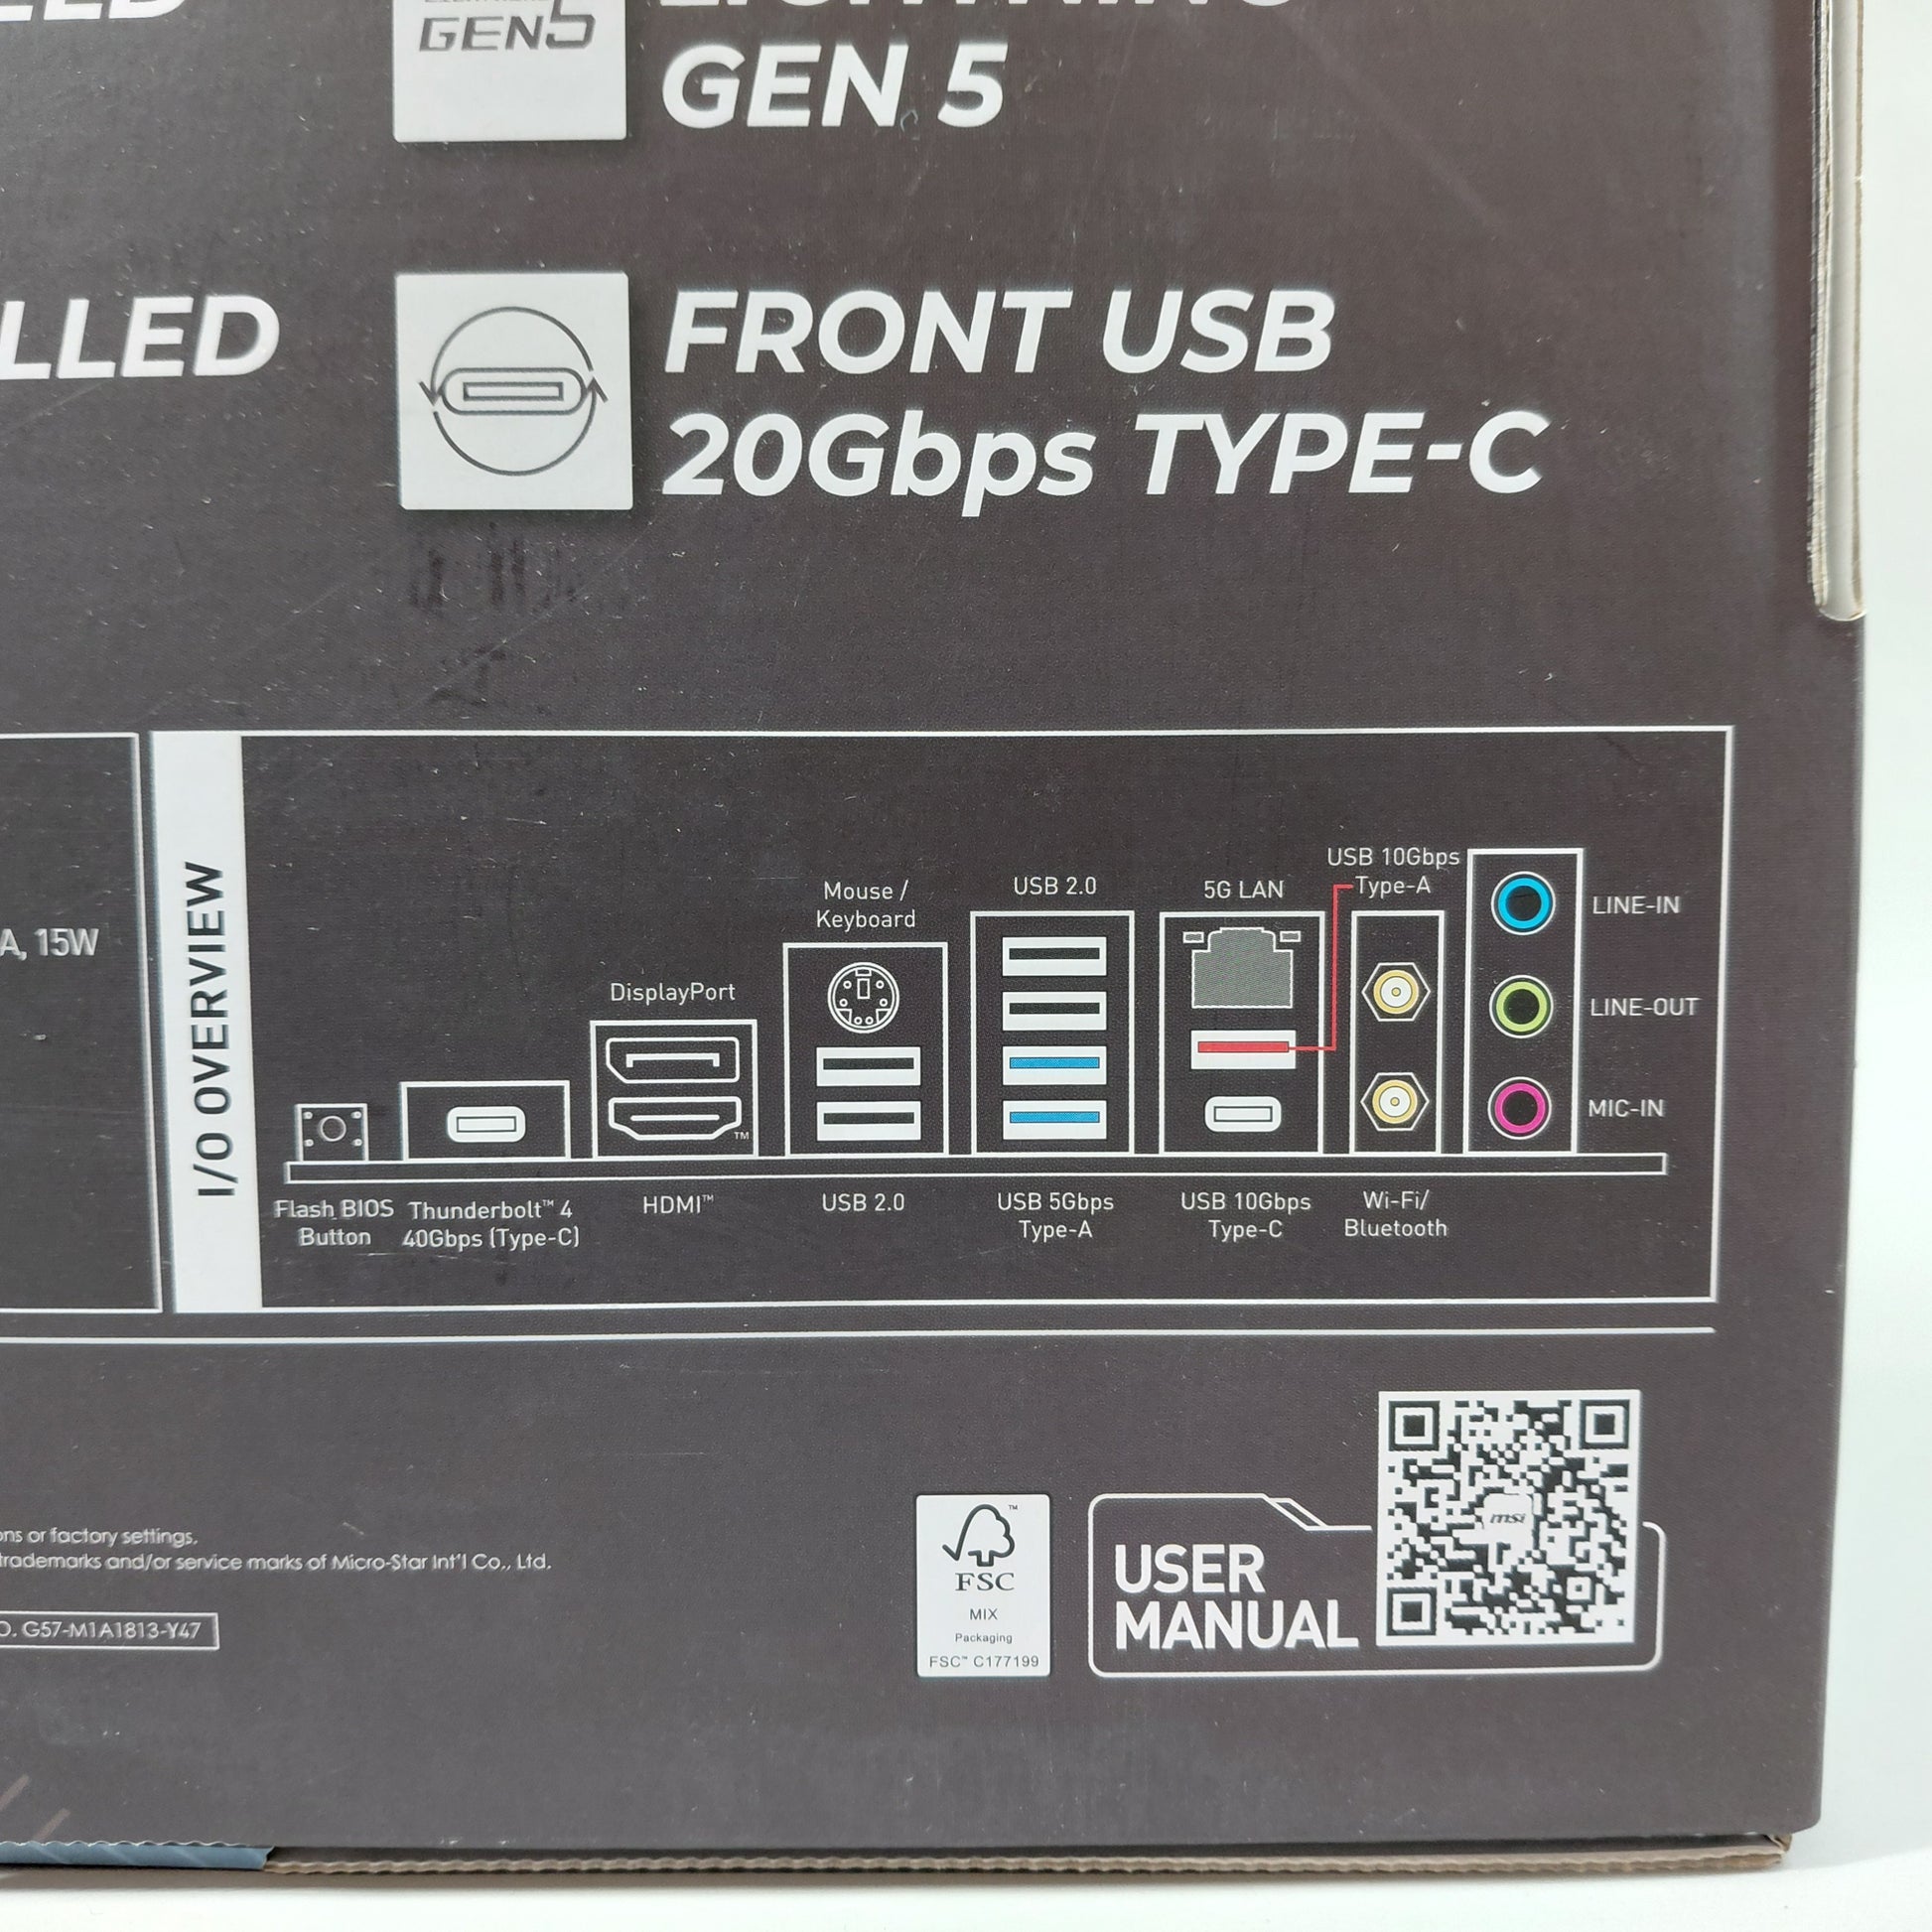 GEN5
GEN 5
LLED
FRONT USB
20Gbps TYPE-C
A, 15W
I/O OVERVIEW
Flash BIOS
Button
Thunderbolt™ 4
40Gbps (Type-C)
DisplayPort
™
HDMI™
Mouse /
Keyboard
USB 2.0
USB 2.0
USB 5Gbps
Type-A
5G LAN
USB 10Gbps
Type-C
USB 10Gbps
Type-A
Wi-Fi/
Bluetooth
LINE-IN
LINE-OUT
MIC-IN
ons or factory settings.
trademarks and/or service marks of Micro-Star Int'l Co., Ltd.
O. G57-M1A1813-Y47
™
FSC
MIX
Packaging
FSC™ C177199
USER
MANUAL
msi